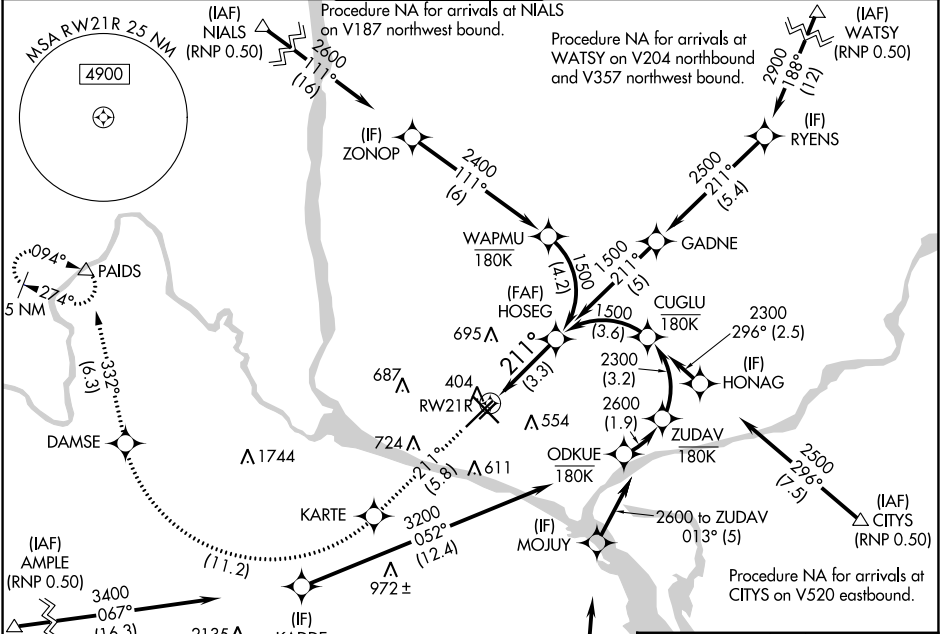 (IAF)
NIALS
(RNP 0.50)
Procedure NA for arrivals at NIALS
on V187 northwest bound.
(IAF)
WATSY
(RNP 0.50)
Procedure NA for arrivals at
WATSY on V204 northbound
and V357 northwest bound.
MSA RW21R 25 NM
4900
2600
111°
(16)
2900
188°
(12)
(IF)
ZONOP
(IF)
RYENS
2400
111°
(6)
2500
211°
(5.4)
WAPMU
180K
GADNE
1500
(4.2)
1500
211°
(5)
094°
274°
5 NM
PAIDS
(FAF)
HOSEG
CUGLU
180K
1500
(3.6)
2300
296° (2.5)
(IF)
HONAG
695
211°
(3.3)
2300
(3.2)
332°
(6.3)
687
404
RW21R
554
2600
(1.9)
ZUDAV
180K
DAMSE
1744
724
211°
(5.8)
611
ODKUE
180K
2500
296°
(7.5)
KARTE
3200
052°
(12.4)
(IF)
MOJUY
2600 to ZUDAV
013° (5)
(IAF)
CITYS
(RNP 0.50)
(11.2)
(IAF)
AMPLE
(RNP 0.50)
972 ±
Procedure NA for arrivals at
CITYS on V520 eastbound.
3400
067°
(16.3)
(IF)
2135